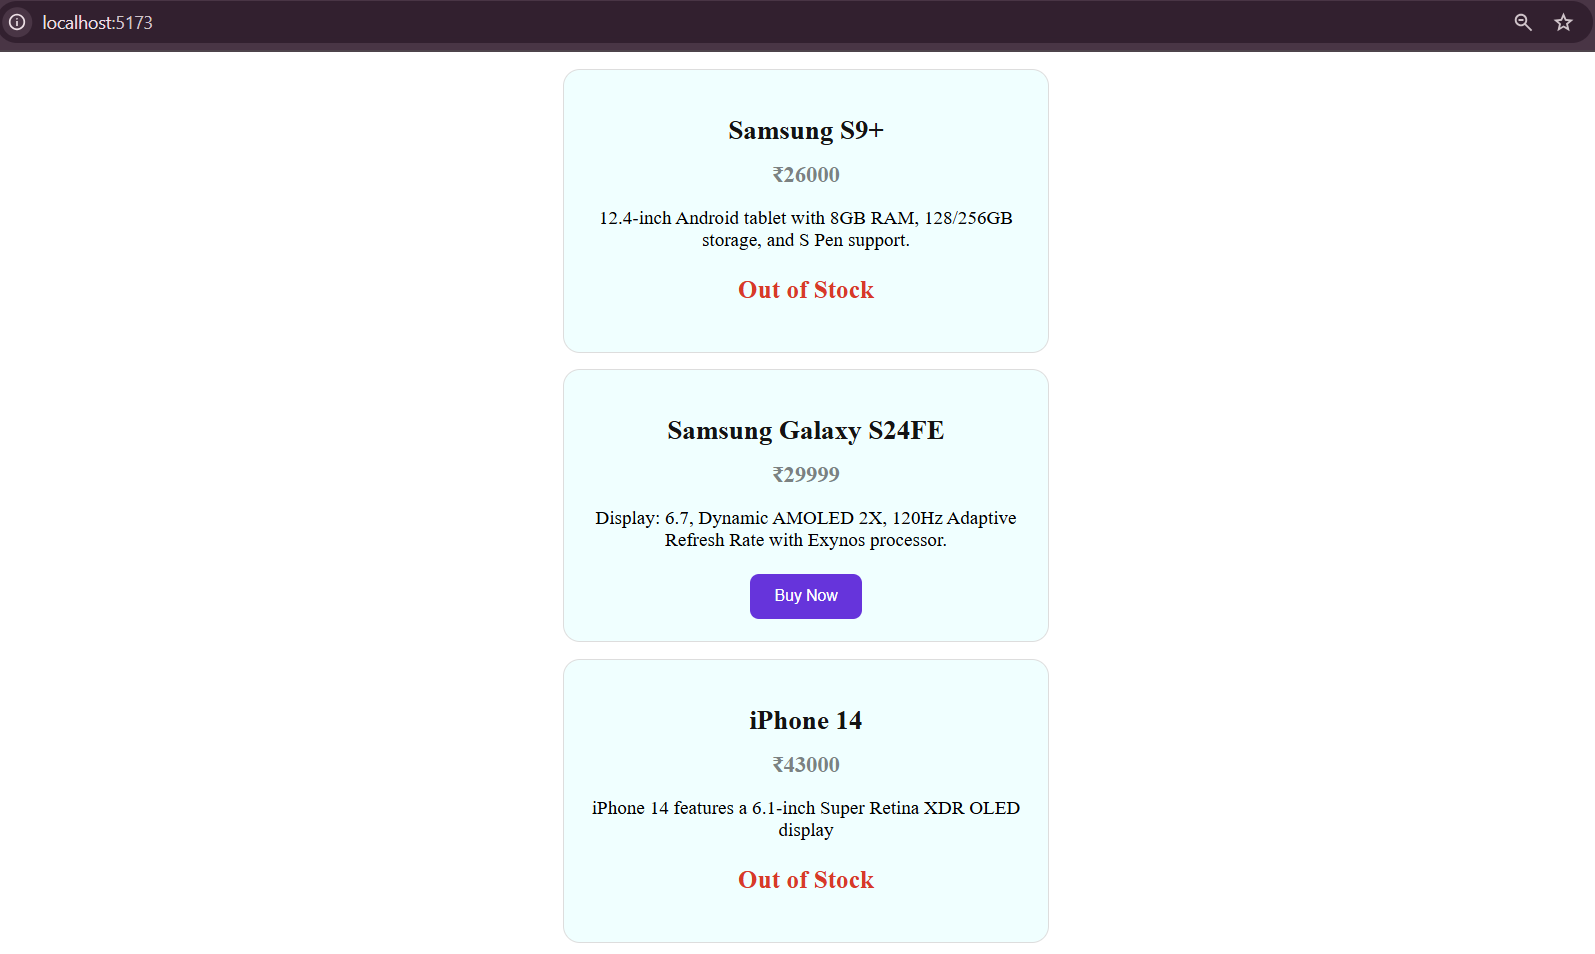 localhost:5173
Samsung S9+
₹26000
12.4-inch Android tablet with 8GB RAM, 128/256GB
storage, and S Pen support.
Out of Stock
Samsung Galaxy S24FE
₹29999
Display: 6.7, Dynamic AMOLED 2X, 120Hz Adaptive
Refresh Rate with Exynos processor.
Buy Now
iPhone 14
₹43000
iPhone 14 features a 6.1-inch Super Retina XDR OLED
display
Out of Stock